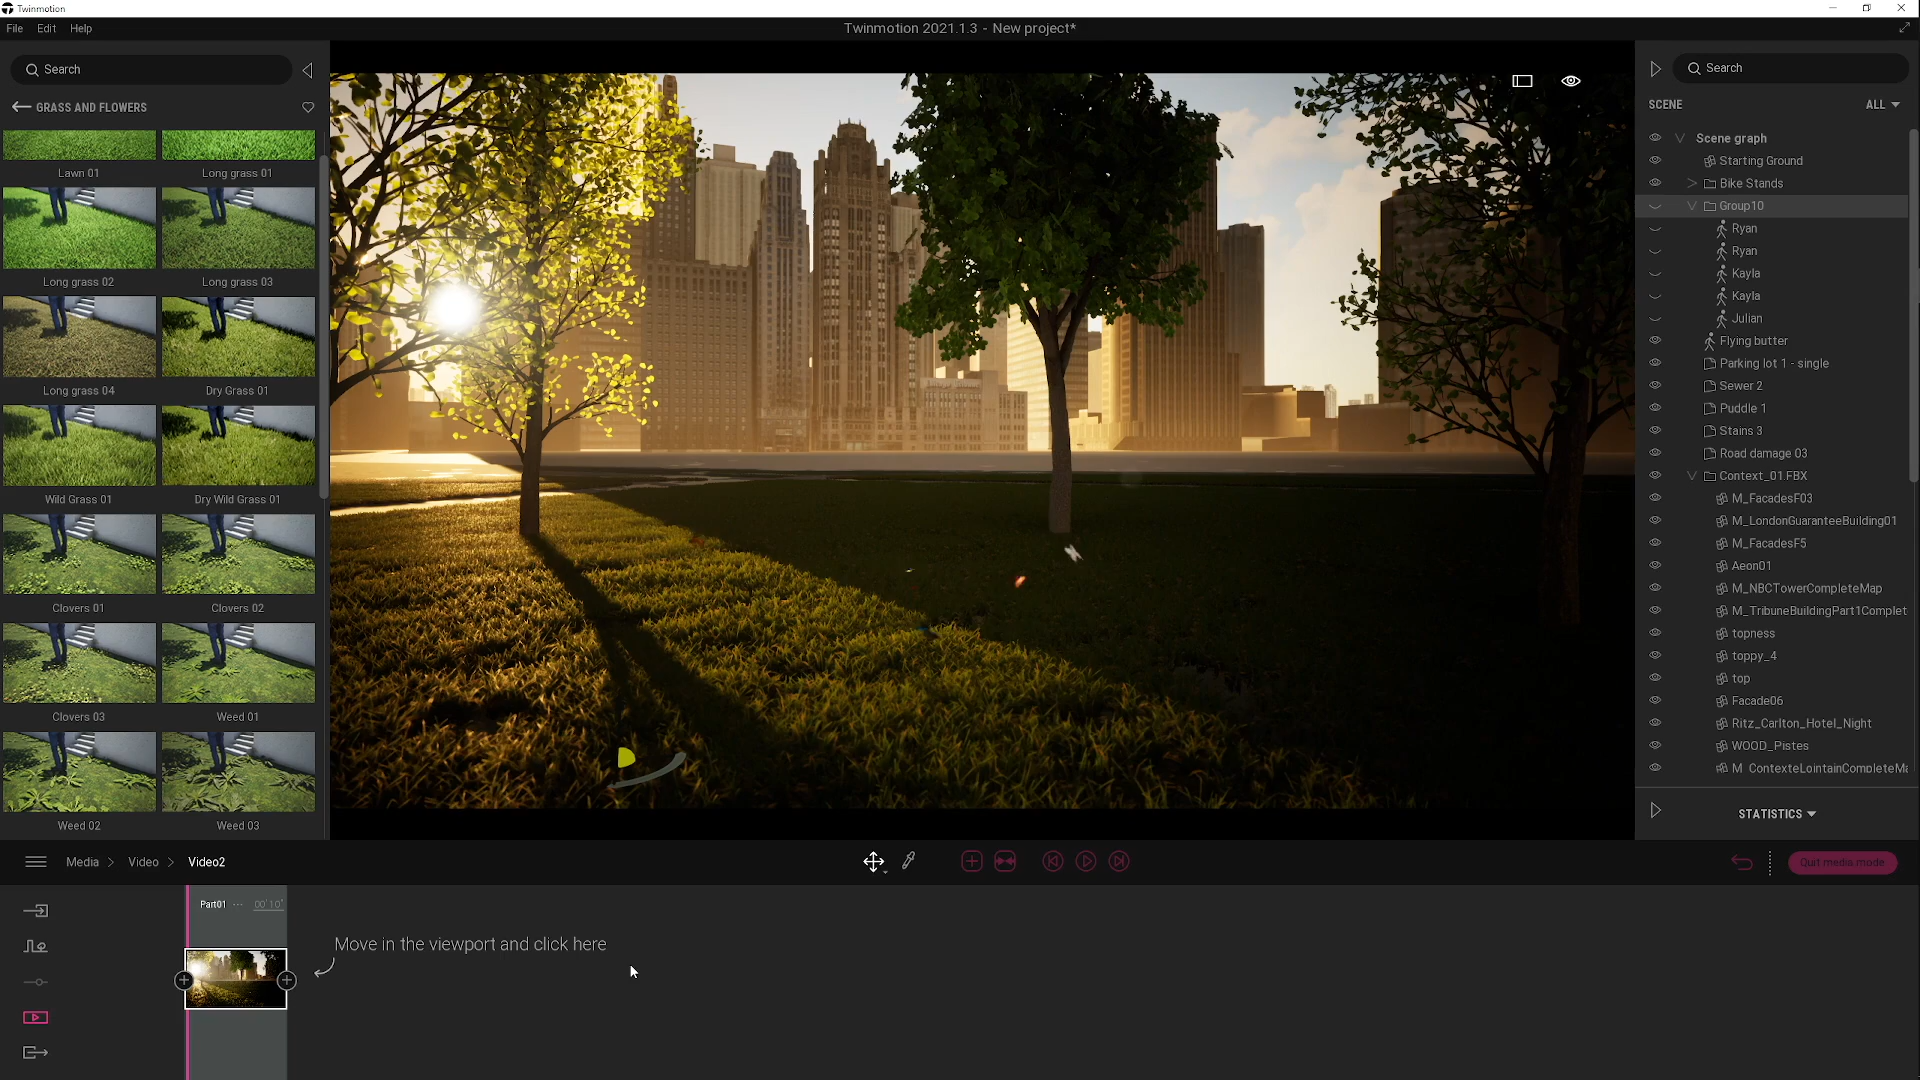 Twinmotion
File Edit Help
Twinmotion 2021.1.3 - New project*
Search
GRASS AND FLOWERS
Lawn 01
Long grass 01
Long grass 02
Long grass 03
Long grass 04
Dry Grass 01
Wild Grass 01
Dry Wild Grass 01
Clovers 01
Clovers 02
Clovers 03
Weed 01
Weed 02
Weed 03
Search
SCENE ALL
Scene graph
Starting Ground
Bike Stands
Group10
Ryan
Ryan
Kayla
Kayla
Julian
Flying butter
Parking lot 1 - single
Sewer 2
Puddle 1
Stains 3
Road damage 03
Context_01.FBX
M_FacadesF03
M_LondonGuaranteeBuilding01
M_FacadesF5
Aeon01
M_NBCTowerCompleteMap
M_TribuneBuildingPart1Complet
topness
toppy_4
top
Facade06
Ritz_Carlton_Hotel_Night
WOOD_Pistes
M_ContexteLointainCompleteMa
STATISTICS
Media > Video > Video2
Quit media mode
Part01 ... 00'10"
Move in the viewport and click here